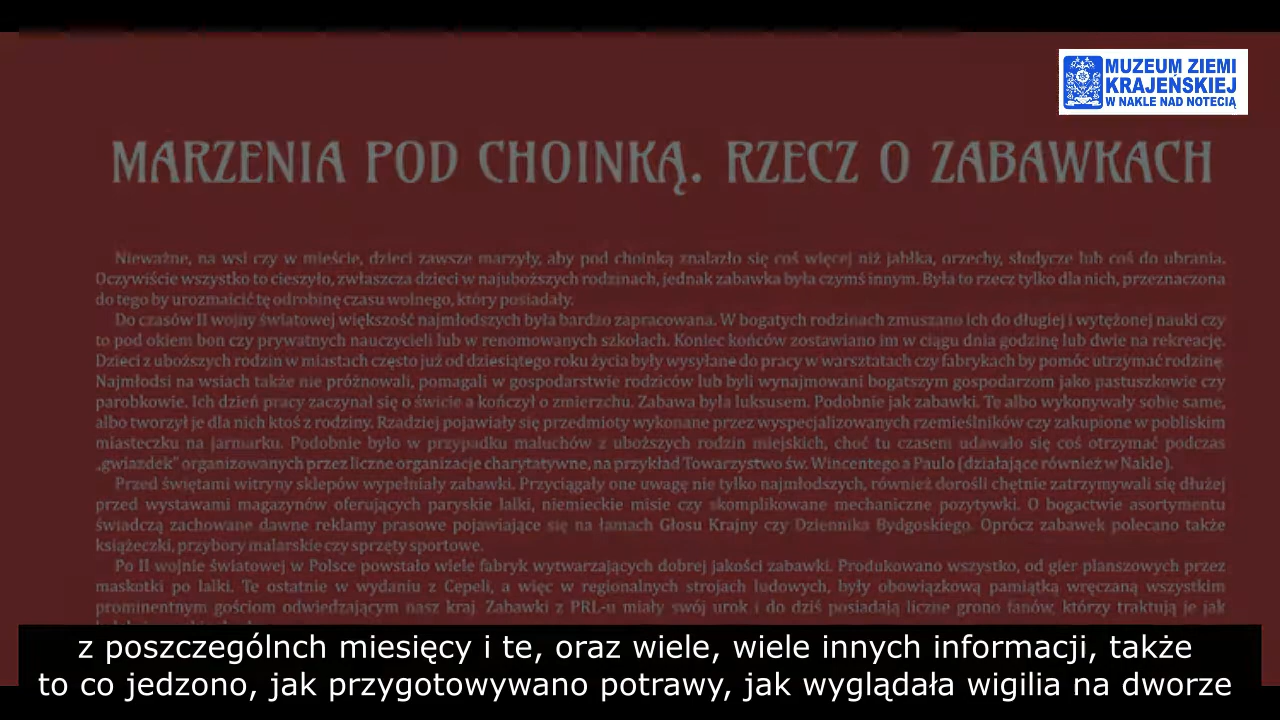 MUZEUM ZIEMI
KRAJEŃSKIEJ
W NAKLE NAD NOTECIĄ
MARZENIA POD CHOINKĄ. RZECZ O ZABAWKACH
Nieważne, na wsi czy w mieście, dzieci zawsze marzyły, aby pod choinką znalazło się coś więcej niż jabłka, orzechy, słodycze lub coś do ubrania.
Oczywiście wszystko to cieszyło, zwłaszcza dzieci w najuboższych rodzinach, jednak zabawka była czymś innym. Była to rzecz tylko dla nich, przeznaczona
do tego by urozmaicić tę odrobinę czasu wolnego, który posiadały.
Do czasów II wojny światowej większość najmłodszych była bardzo zapracowana. W bogatych rodzinach zmuszano ich do długiej i wytężonej nauki czy
to pod okiem bon czy prywatnych nauczycieli lub w renomowanych szkołach. Koniec końców zostawiano im w ciągu dnia godzinę lub dwie na rekreację.
Dzieci z uboższych rodzin w miastach często już od dziesiątego roku życia były wysyłane do pracy w warsztatach czy fabrykach by pomóc utrzymać rodzinę.
Najmłodsi na wsiach także nie próżnowali, pomagali w gospodarstwie rodziców lub byli wynajmowani bogatszym gospodarzom jako pastuszkowie czy
parobkowie. Ich dzień pracy zaczynał się o świcie a kończył o zmierzchu. Zabawa była luksusem. Podobnie jak zabawki. Te albo wykonywały sobie same,
albo tworzył je dla nich ktoś z rodziny. Rzadziej pojawiały się przedmioty wykonane przez wyspecjalizowanych rzemieślników czy zakupione w pobliskim
miasteczku na jarmarku. Podobnie było w przypadku maluchów z uboższych rodzin miejskich, choć tu czasem udawało się coś otrzymać podczas
„gwiazdek” organizowanych przez liczne organizacje charytatywne, na przykład Towarzystwo św. Wincentego a Paulo (działające również w Nakle).
Przed świętami witryny sklepów wypełniały zabawki. Przyciągały one uwagę nie tylko najmłodszych, również dorośli chętnie zatrzymywali się dłużej
przed wystawami magazynów oferujących paryskie lalki, niemieckie misie czy skomplikowane mechaniczne pozytywki. O bogactwie asortymentu
świadczą zachowane dawne reklamy prasowe pojawiające się na łamach Głosu Krajny czy Dziennika Bydgoskiego. Oprócz zabawek polecano także
książeczki, przybory malarskie czy sprzęty sportowe.
Po II wojnie światowej w Polsce powstało wiele fabryk wytwarzających dobrej jakości zabawki. Produkowano wszystko, od gier planszowych przez
maskotki po lalki. Te ostatnie w wydaniu z Cepeli, a więc w regionalnych strojach ludowych, były obowiązkową pamiątką wręczaną wszystkim
prominentnym gościom odwiedzającym nasz kraj. Zabawki z PRL-u miały swój urok i do dziś posiadają liczne grono fanów, którzy traktują je jak
z poszczególnch miesięcy i te, oraz wiele, wiele innych informacji, także
to co jedzono, jak przygotowywano potrawy, jak wyglądała wigilia na dworze